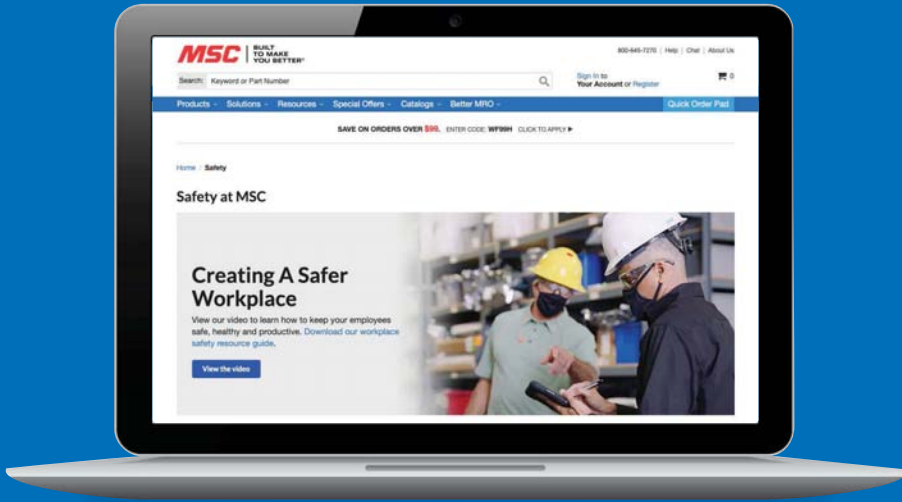 MSC
BUILT
TO MAKE
YOU BETTER®
800-645-7270 | Help | Chat | About Us
Search: Keyword or Part Number
Sign In to
Your Account or Register
0
Products Solutions Resources Special Offers Catalogs Better MRO
Quick Order Pad
SAVE ON ORDERS OVER $99. ENTER CODE: WF99H CLICK TO APPLY ▶
Home / Safety
Safety at MSC
Creating A Safer
Workplace
View our video to learn how to keep your employees
safe, healthy and productive. Download our workplace
safety resource guide.
View the video